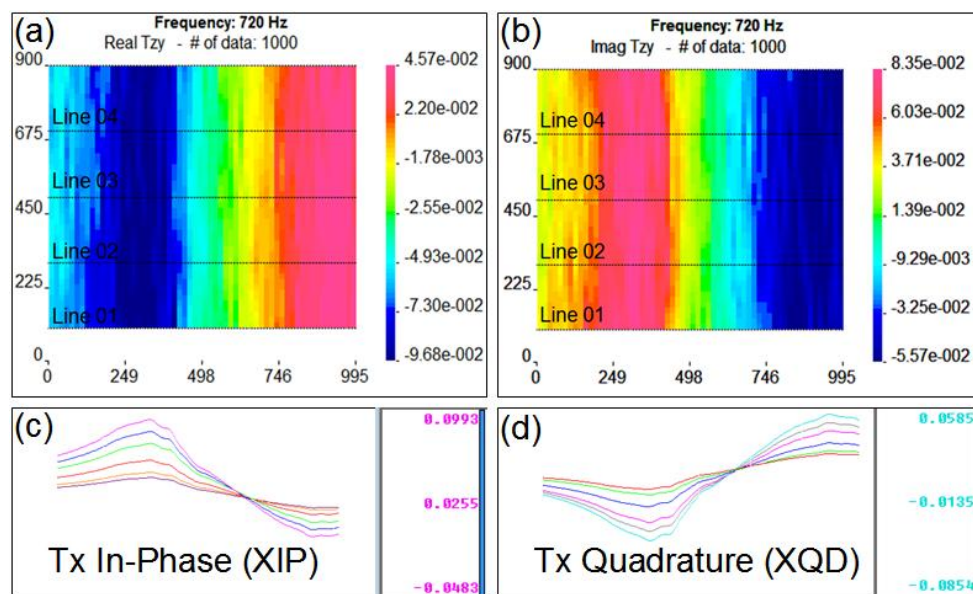 (a)
Frequency: 720 Hz
Real Tzy - # of data: 1000
900
675
450
225
0
Line 04
Line 03
Line 02
Line 01
0 249 498 746 995
4.57e-002
2.20e-002
-1.78e-003
-2.55e-002
-4.93e-002
-7.30e-002
-9.68e-002
(b)
Frequency: 720 Hz
Imag Tzy - # of data: 1000
900
675
450
225
0
Line 04
Line 03
Line 02
Line 01
0 249 498 746 995
8.35e-002
6.03e-002
3.71e-002
1.39e-002
-9.29e-003
-3.25e-002
-5.57e-002
(c)
0.0993
0.0255
-0.0483
Tx In-Phase (XIP)
(d)
0.0585
-0.0135
-0.0854
Tx Quadrature (XQD)